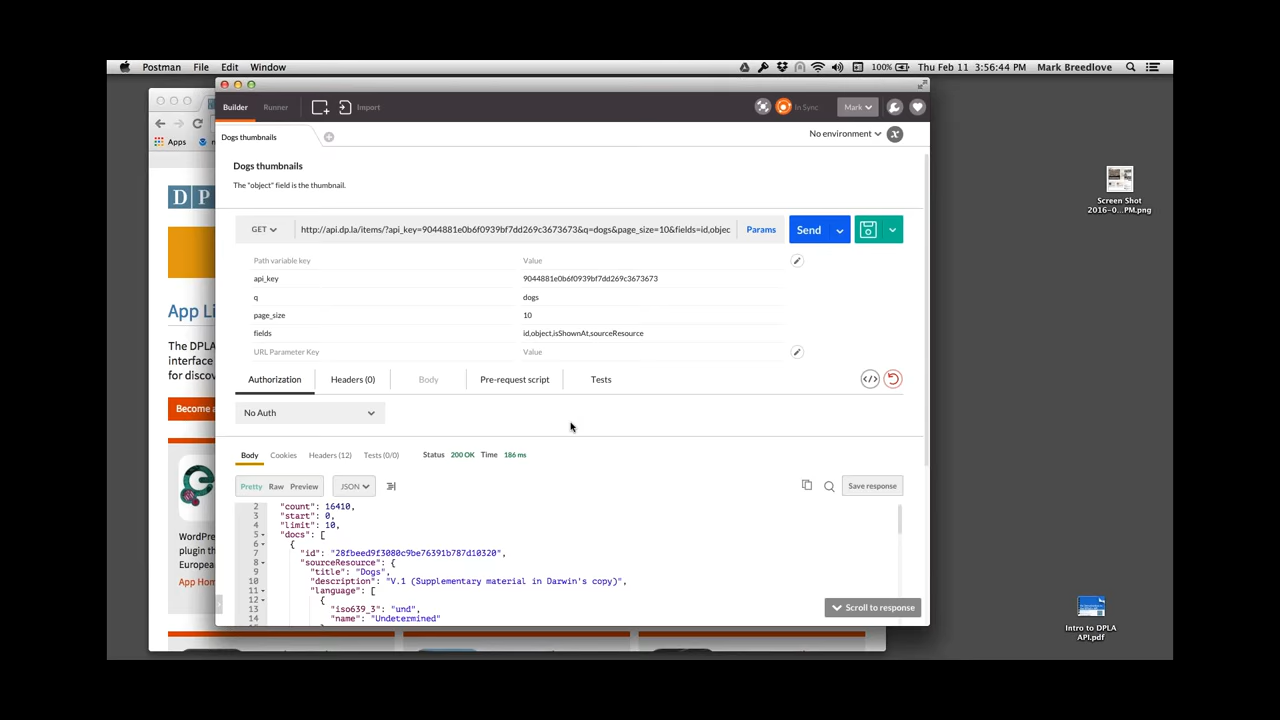 Postman File Edit Window 100% Thu Feb 11 3:56:44 PM Mark Breedlove
Builder Runner Import In Sync Mark
Dogs thumbnails No environment
Apps
Dogs thumbnails
The "object" field is the thumbnail.
DP
GET http://api.dp.la/items/?api_key=9044881e0b6f0939bf7dd269c3673673&q=dogs&page_size=10&fields=id,objec Params Send
Path variable key Value
api_key 9044881e0b6f0939bf7dd269c3673673
q dogs
page_size 10
fields id,object,isShownAt,sourceResource
URL Parameter Key Value
App Li
The DPLA
interface
for discov
Become a
Authorization Headers (0) Body Pre-request script Tests
No Auth
Body Cookies Headers (12) Tests (0/0) Status 200 OK Time 186 ms
Pretty Raw Preview JSON Save response
2 "count": 16410,
3 "start": 0,
4 "limit": 10,
5 "docs": [
6 {
7 "id": "28fbeed9f3080c9be76391b787d10320",
8 "sourceResource": {
9 "title": "Dogs",
10 "description": "V.1 (Supplementary material in Darwin's copy)",
11 "language": [
12 {
13 "iso639_3": "und",
14 "name": "Undetermined"
Scroll to response
WordPre
plugin th
Europea
App Hom
Screen Shot
2016-0...PM.png
Intro to DPLA
API.pdf